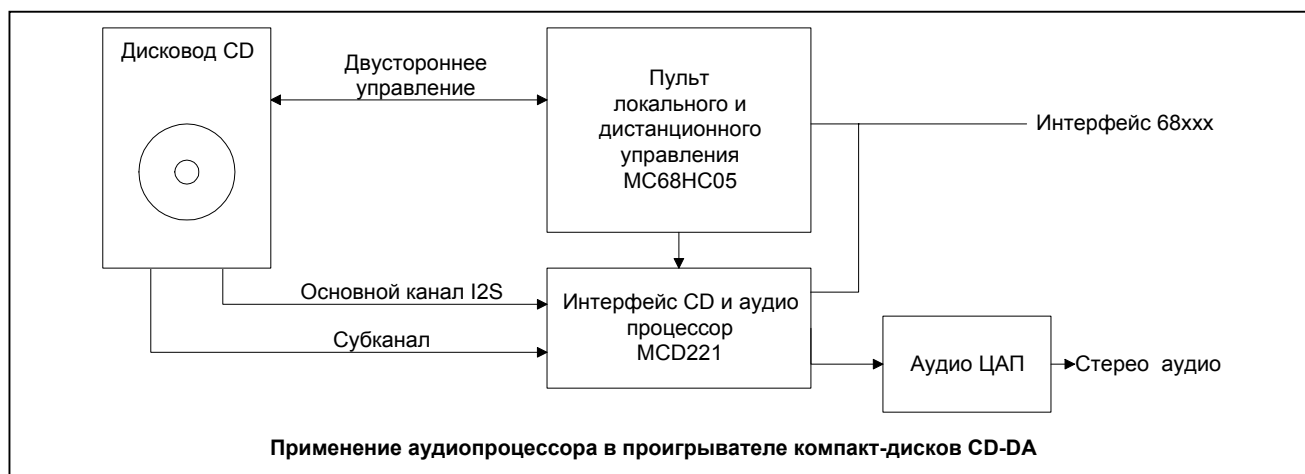 Дисковод CD
Двустороннее
управление
Пульт
локального и
дистанционного
управления
MC68HC05
Интерфейс 68xxx
Основной канал I2S
Субканал
Интерфейс CD и аудио
процессор
MCD221
Аудио ЦАП
Стерео аудио
Применение аудиопроцессора в проигрывателе компакт-дисков CD-DA